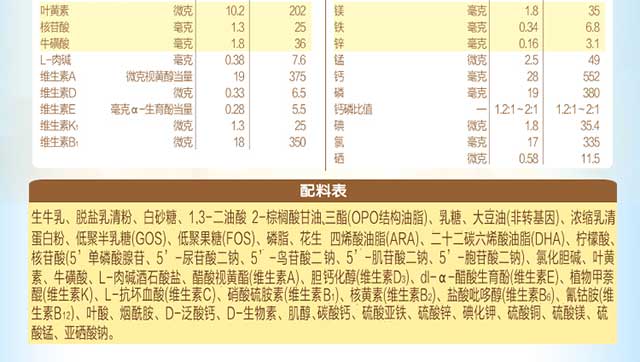 叶黄素 微克 10.2 202
核苷酸 毫克 1.3 25
牛磺酸 毫克 1.8 36
L-肉碱 毫克 0.38 7.6
维生素A 微克视黄醇当量 19 375
维生素D 微克 0.33 6.5
维生素E 毫克α-生育酚当量 0.28 5.5
维生素K₁ 微克 1.3 25
维生素B₁ 微克 18 350
镁 毫克 1.8 35
铁 毫克 0.34 6.8
锌 毫克 0.16 3.1
锰 微克 2.5 49
钙 毫克 28 552
磷 毫克 19 380
钙磷比值 — 1.2:1~2:1 1.2:1~2:1
碘 微克 1.8 35.4
氯 毫克 17 335
硒 微克 0.58 11.5
配料表
生牛乳、脱盐乳清粉、白砂糖、1,3-二油酸 2-棕榈酸甘油,三酯(OPO结构油脂)、乳糖、大豆油(非转基因)、浓缩乳清
蛋白粉、低聚半乳糖(GOS)、低聚果糖(FOS)、磷脂、花生 四烯酸油脂(ARA)、二十二碳六烯酸油脂(DHA)、柠檬酸、
核苷酸(5’单磷酸腺苷、5’-尿苷酸二钠、5’-鸟苷酸二钠、5’-肌苷酸二钠、5’-胞苷酸二钠)、氯化胆碱、叶黄
素、牛磺酸、L-肉碱酒石酸盐、醋酸视黄酯(维生素A)、胆钙化醇(维生素D₃)、dl-α-醋酸生育酚(维生素E)、植物甲萘
醌(维生素K)、L-抗坏血酸(维生素C)、硝酸硫胺素(维生素B₁)、核黄素(维生素B₂)、盐酸吡哆醇(维生素B₆)、氰钴胺(维
生素B₁₂)、叶酸、烟酰胺、D-泛酸钙、D-生物素、肌醇、碳酸钙、硫酸亚铁、硫酸锌、碘化钾、硫酸铜、硫酸镁、硫
酸锰、亚硒酸钠。